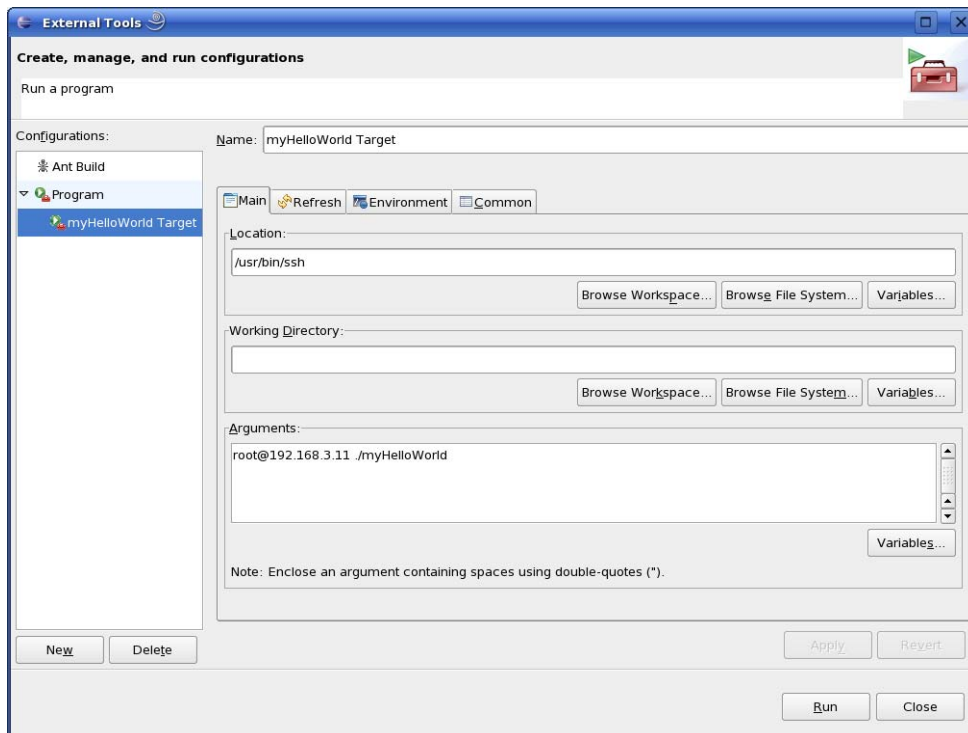 External Tools
Create, manage, and run configurations
Run a program
Configurations:
Ant Build
Program
myHelloWorld Target
New
Delete
Name: myHelloWorld Target
Main Refresh Environment Common
Location:
/usr/bin/ssh
Browse Workspace... Browse File System... Variables...
Working Directory:
Browse Workspace... Browse File System... Variables...
Arguments:
root@192.168.3.11 ./myHelloWorld
Variables...
Note: Enclose an argument containing spaces using double-quotes (").
Apply Revert
Run Close